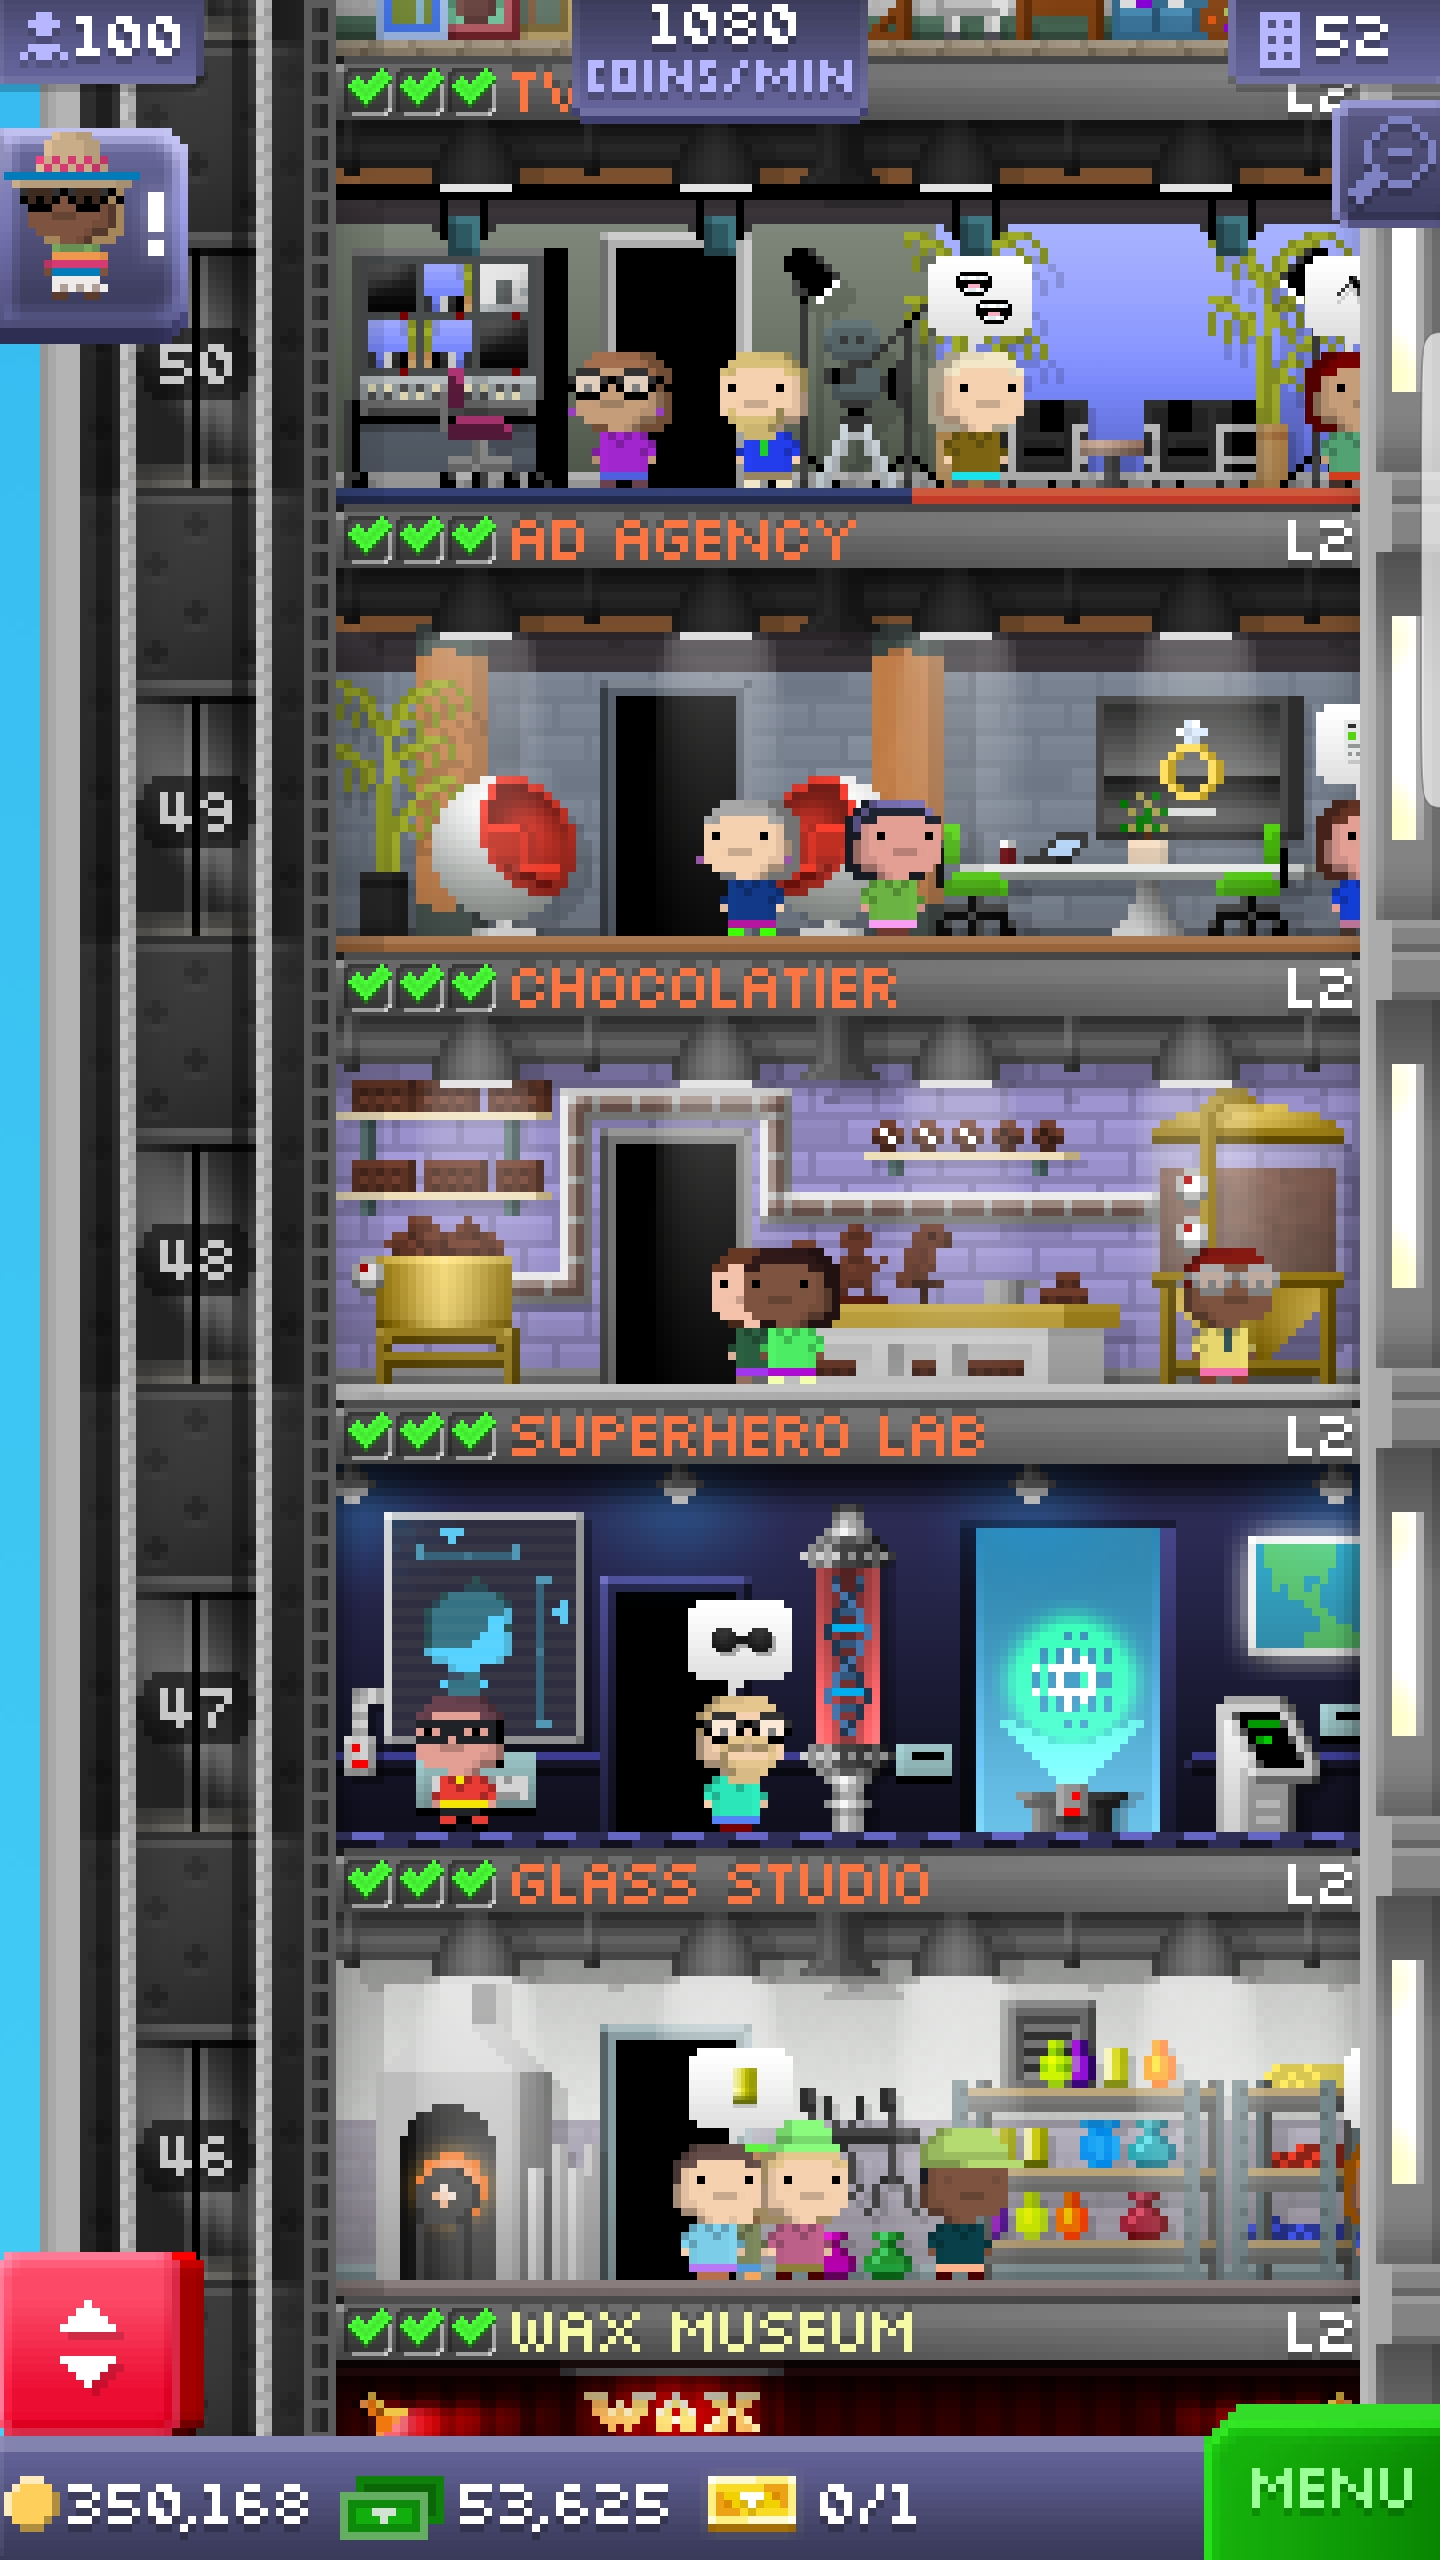 100
1080
COINS/MIN
52
TV
L2
!
50
AD AGENCY
L2
49
CHOCOLATIER
L2
48
SUPERHERO LAB
L2
47
GLASS STUDIO
L2
46
WAX MUSEUM
L2
WAX
350,168
53,625
0/1
MENU